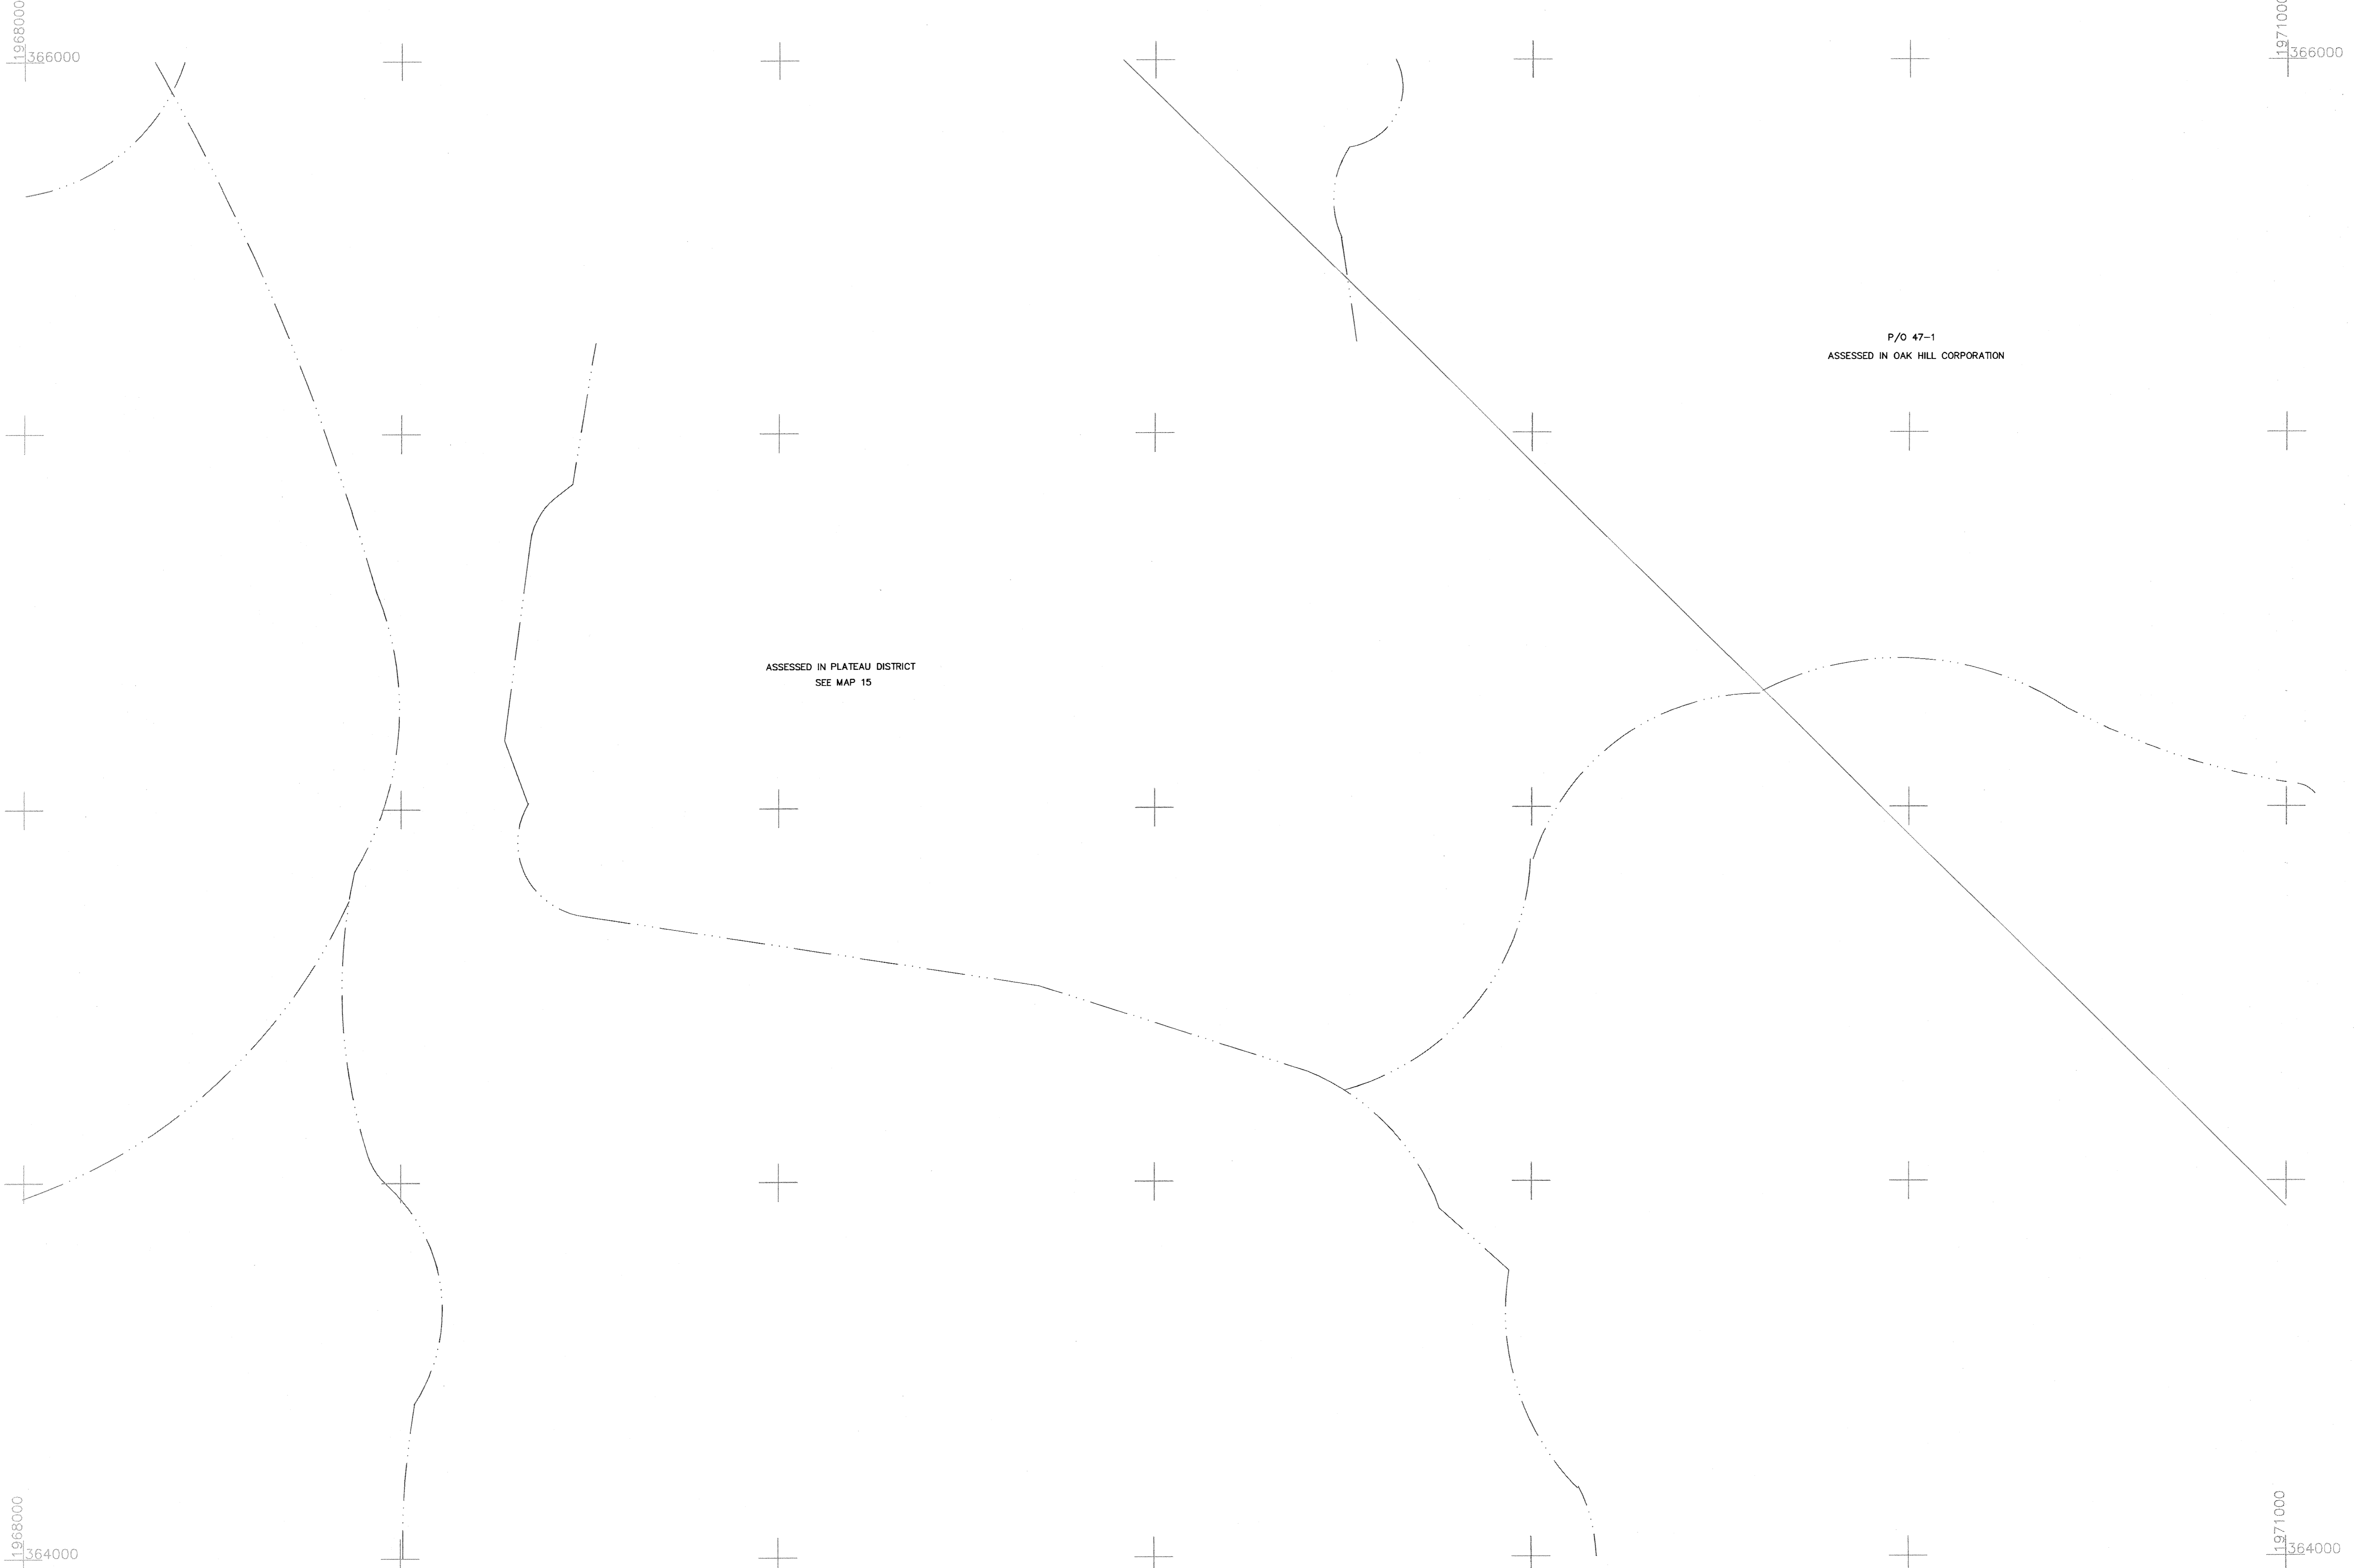 1968000
366000
1971000
366000
P/O 47-1
ASSESSED IN OAK HILL CORPORATION
ASSESSED IN PLATEAU DISTRICT
SEE MAP 15
1968000
364000
1971000
364000